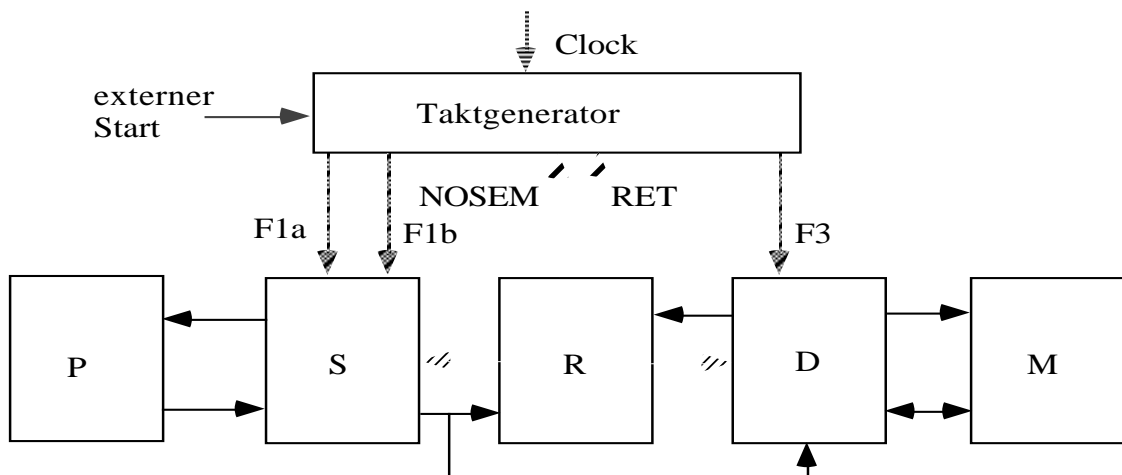 Clock
externer
Start
Taktgenerator
NOSEM
RET
F1a
F1b
F3
P
S
R
D
M